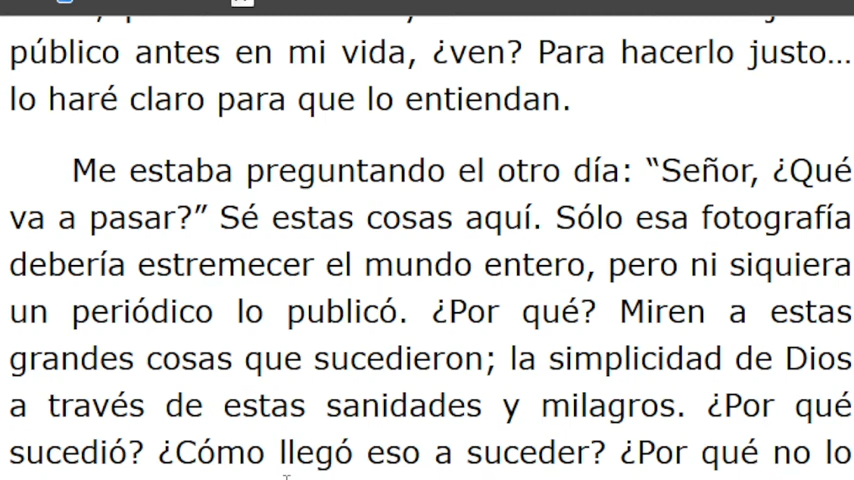 público antes en mi vida, ¿ven? Para hacerlo justo...
lo haré claro para que lo entiendan.
Me estaba preguntando el otro día: “Señor, ¿Qué
va a pasar?” Sé estas cosas aquí. Sólo esa fotografía
debería estremecer el mundo entero, pero ni siquiera
un periódico lo publicó. ¿Por qué? Miren a estas
grandes cosas que sucedieron; la simplicidad de Dios
a través de estas sanidades y milagros. ¿Por qué
sucedió? ¿Cómo llegó eso a suceder? ¿Por qué no lo